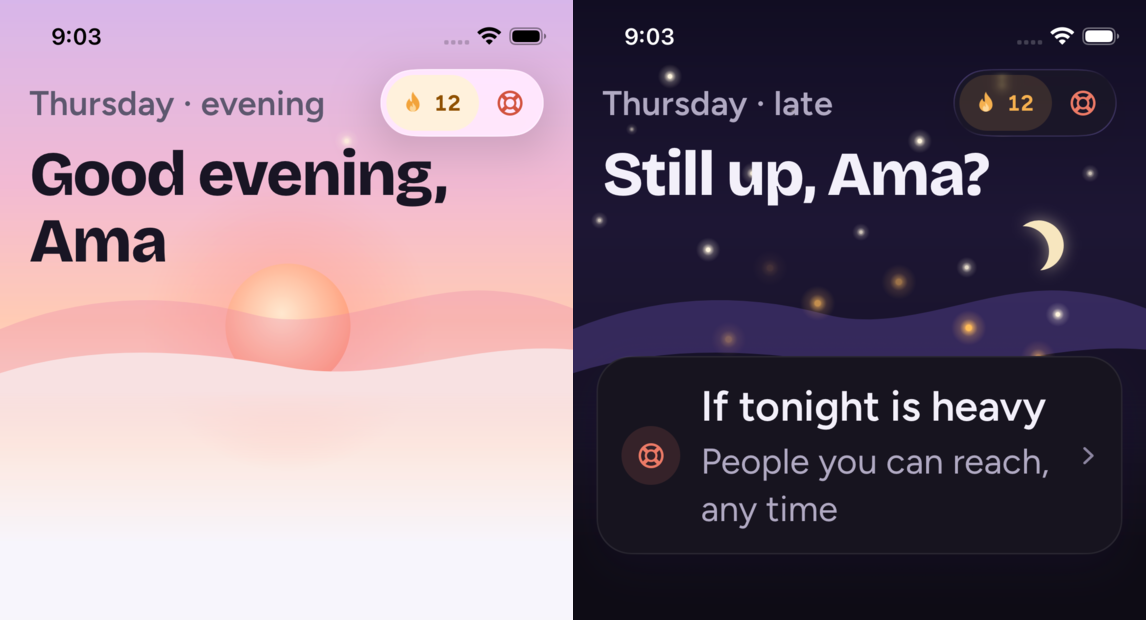 9:03
Thursday · evening
12
Good evening,
Ama
9:03
Thursday · late
12
Still up, Ama?
If tonight is heavy
People you can reach,
any time